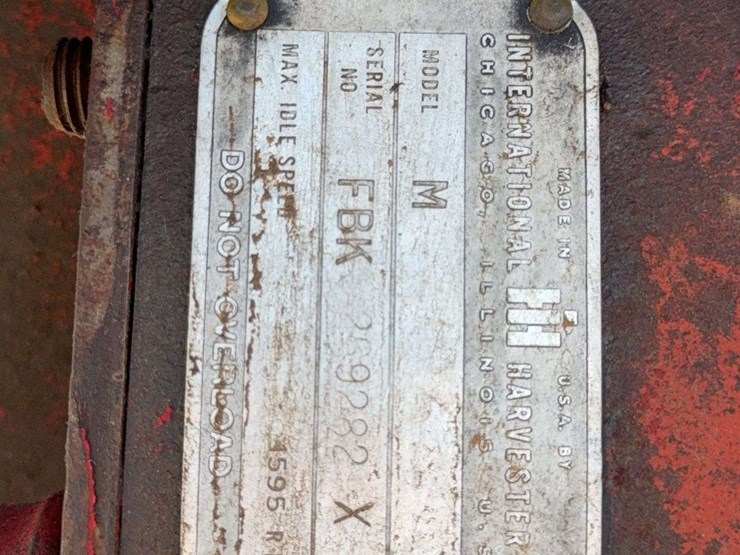 MADE IN U.S.A. BY
INTERNATIONAL IH HARVESTER
CHICAGO, ILLINOIS U.S
MODEL M
SERIAL NO FBK 269282 X
MAX. IDLE SPEED 1595 R
DO NOT OVERLOAD